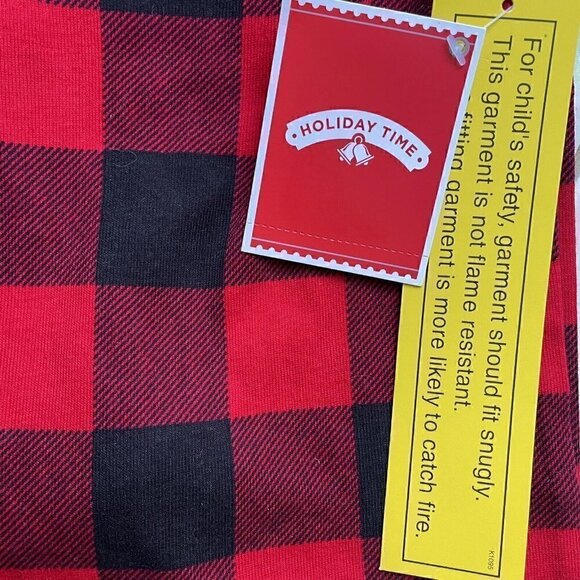 HOLIDAY TIME
For child's safety, garment should fit snugly.
This garment is not flame resistant.
fitting garment is more likely to catch fire.
K1095